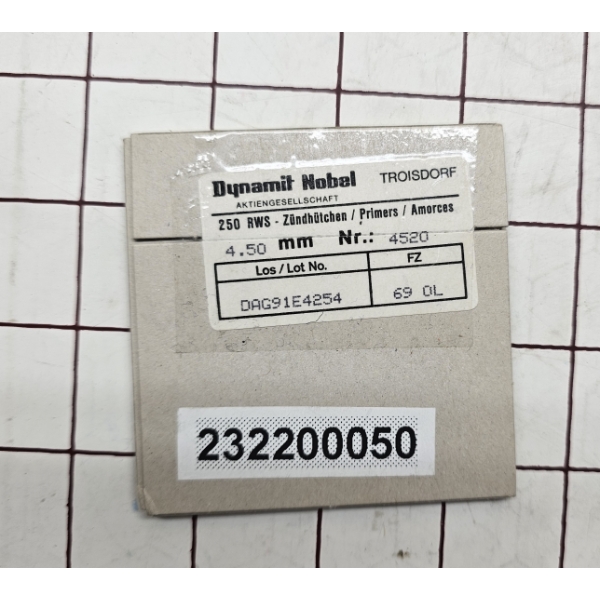 Dynamit Nobel TROISDORF
AKTIENGESELLSCHAFT
250 RWS - Zündhütchen / Primers / Amorces
4.50 mm Nr.: 4520
Los / Lot No. FZ
DAG91E4254 69 OL
232200050